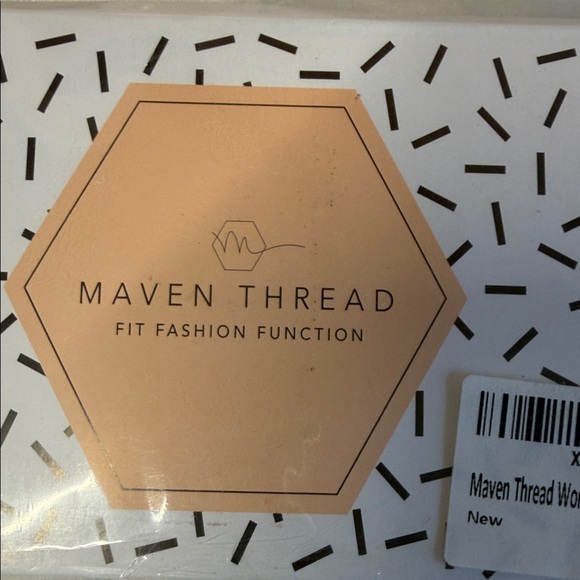 m
MAVEN THREAD
FIT FASHION FUNCTION
X
Maven Thread Wo
New